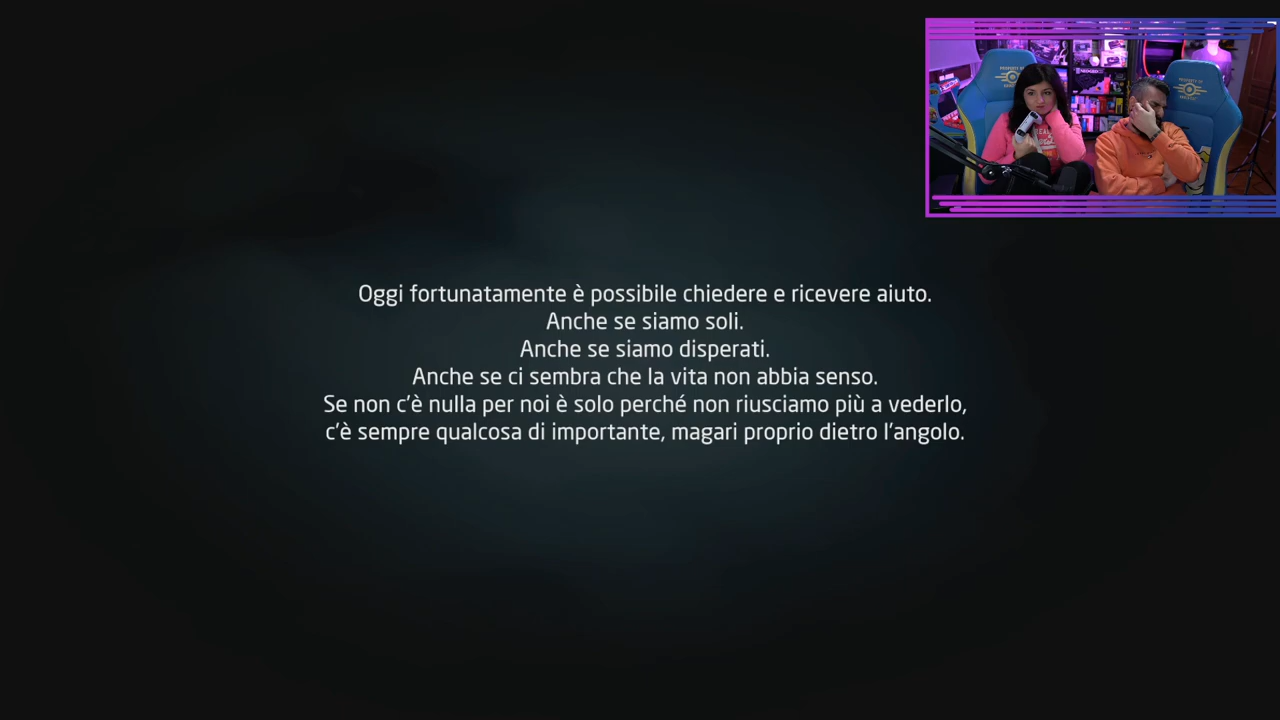 Oggi fortunatamente è possibile chiedere e ricevere aiuto.
Anche se siamo soli.
Anche se siamo disperati.
Anche se ci sembra che la vita non abbia senso.
Se non c'è nulla per noi è solo perché non riusciamo più a vederlo,
c'è sempre qualcosa di importante, magari proprio dietro l'angolo.